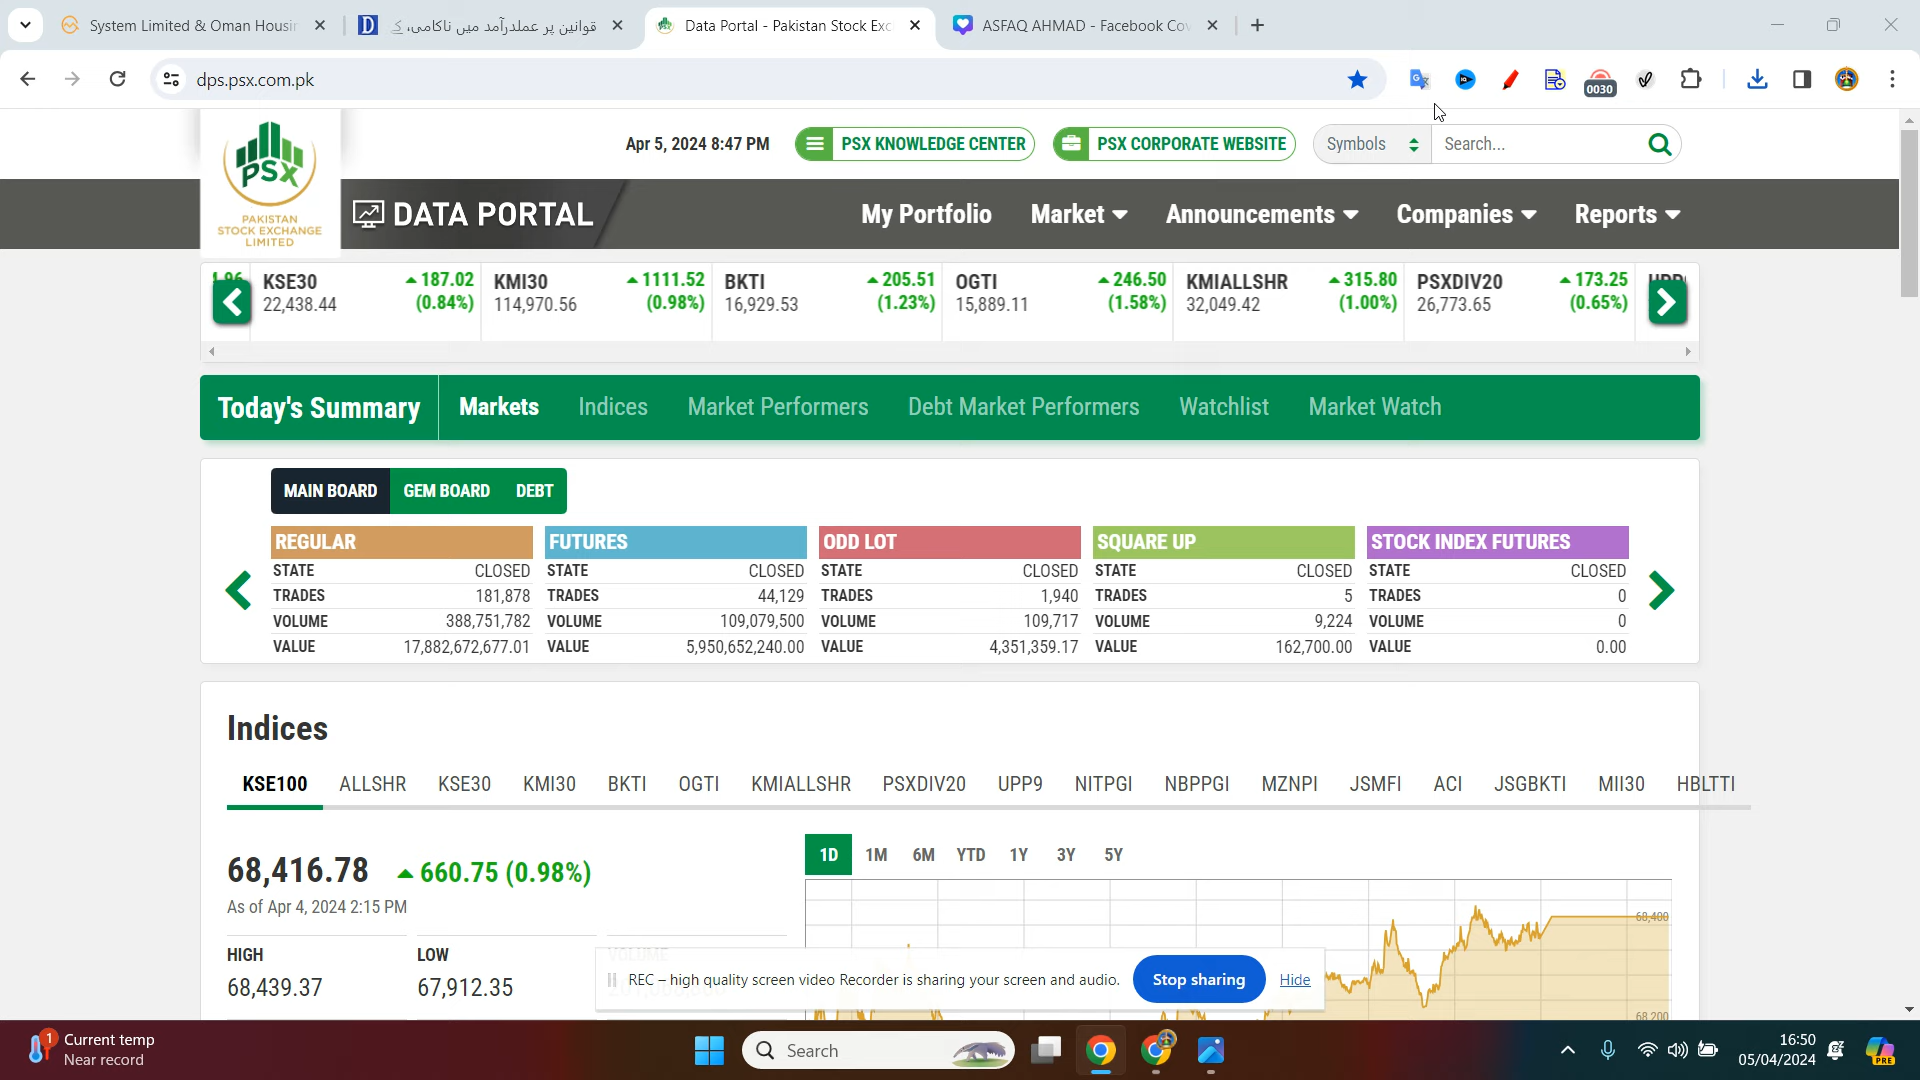 System Limited & Oman Housin
قوانین پر عملدرآمد میں ناکامی، کے
Data Portal - Pakistan Stock Exc
ASFAQ AHMAD - Facebook Cov
dps.psx.com.pk
0030
PSX
PAKISTAN
STOCK EXCHANGE
LIMITED
Apr 5, 2024 8:47 PM
PSX KNOWLEDGE CENTER
PSX CORPORATE WEBSITE
Symbols
Search...
DATA PORTAL
My Portfolio
Market
Announcements
Companies
Reports
KSE30 187.02
22,438.44 (0.84%)
KMI30 1111.52
114,970.56 (0.98%)
BKTI 205.51
16,929.53 (1.23%)
OGTI 246.50
15,889.11 (1.58%)
KMIALLSHR 315.80
32,049.42 (1.00%)
PSXDIV20 173.25
26,773.65 (0.65%)
Today's Summary Markets Indices Market Performers Debt Market Performers Watchlist Market Watch
MAIN BOARD GEM BOARD DEBT
REGULAR
STATE CLOSED
TRADES 181,878
VOLUME 388,751,782
VALUE 17,882,672,677.01
FUTURES
STATE CLOSED
TRADES 44,129
VOLUME 109,079,500
VALUE 5,950,652,240.00
ODD LOT
STATE CLOSED
TRADES 1,940
VOLUME 109,717
VALUE 4,351,359.17
SQUARE UP
STATE CLOSED
TRADES 5
VOLUME 9,224
VALUE 162,700.00
STOCK INDEX FUTURES
STATE CLOSED
TRADES 0
VOLUME 0
VALUE 0.00
Indices
KSE100 ALLSHR KSE30 KMI30 BKTI OGTI KMIALLSHR PSXDIV20 UPP9 NITPGI NBPPGI MZNPI JSMFI ACI JSGBKTI MII30 HBLTTI
68,416.78 660.75 (0.98%)
As of Apr 4, 2024 2:15 PM
HIGH
68,439.37
LOW
67,912.35
VOLUME
1D 1M 6M YTD 1Y 3Y 5Y
68,400
68,200
REC – high quality screen video Recorder is sharing your screen and audio.
Stop sharing
Hide
1
Current temp
Near record
Search
16:50
05/04/2024
PRE